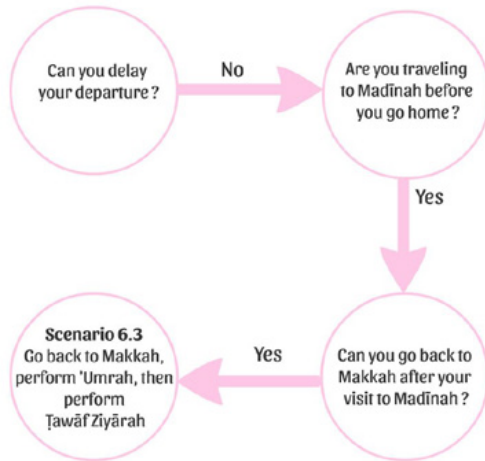 Can you delay
your departure?
No
Are you traveling
to Madīnah before
you go home?
Yes
Can you go back to
Makkah after your
visit to Madīnah?
Yes
Scenario 6.3
Go back to Makkah,
perform 'Umrah, then
perform
Ṭawāf Ziyārah